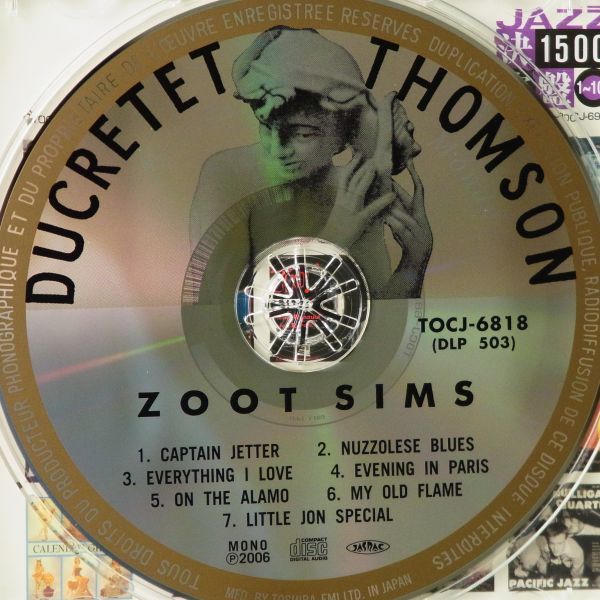 DUCRETET THOMSON
TOCJ-6818
(DLP 503)
ZOOT SIMS
1. CAPTAIN JETTER 2. NUZZOLESE BLUES
3. EVERYTHING I LOVE 4. EVENING IN PARIS
5. ON THE ALAMO 6. MY OLD FLAME
7. LITTLE JON SPECIAL
MONO
℗2006
COMPACT
disc
DIGITAL AUDIO
JASRAC
MFD. BY TOSHIBA-EMI LTD. IN JAPAN
TOUS DROITS DU PRODUCTEUR PHONOGRAPHIQUE ET DU PROPRIETAIRE DE L'ŒUVRE ENREGISTREE RESERVES DUPLICATION EXECUTION PUBLIQUE, RADIODIFFUSION DE CE DISQUE INTERDITES
JAZZ
決盤
1500
PACIFIC JAZZ